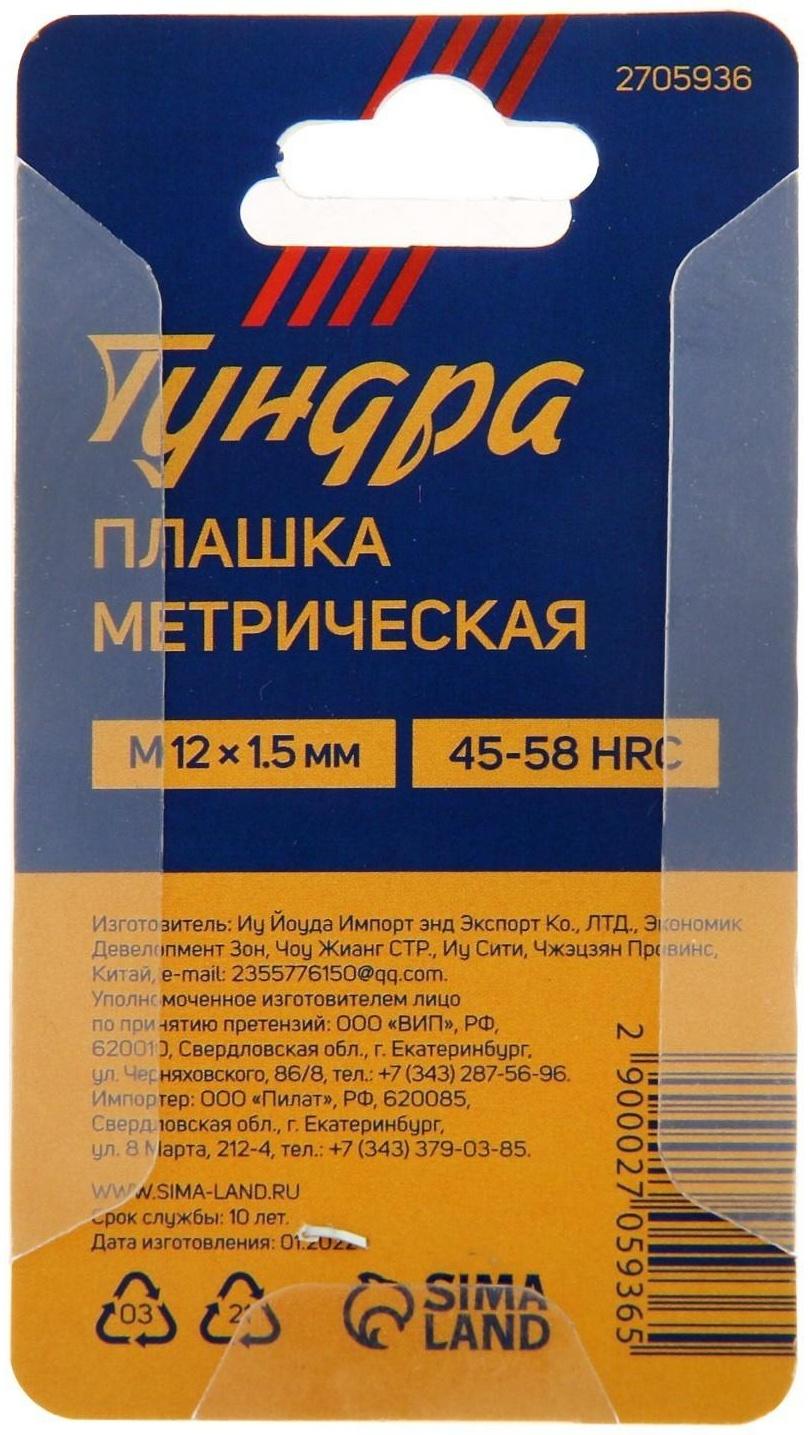 2705936
Тундра
ПЛАШКА
МЕТРИЧЕСКАЯ
М 12 × 1.5 мм
45-58 HRC
Изготовитель: Иу Йоуда Импорт энд Экспорт Ко., ЛТД., Экономик
Девелопмент Зон, Чоу Жианг СТР., Иу Сити, Чжэцзян Провинс,
Китай, e-mail: 2355776150@qq.com.
Уполномоченное изготовителем лицо
по принятию претензий: ООО «ВИП», РФ,
620010, Свердловская обл., г. Екатеринбург,
ул. Черняховского, 86/8, тел.: +7 (343) 287-56-96.
Импортер: ООО «Пилат», РФ, 620085,
Свердловская обл., г. Екатеринбург,
ул. 8 Марта, 212-4, тел.: +7 (343) 379-03-85.
WWW.SIMA-LAND.RU
Срок службы: 10 лет.
Дата изготовления: 01.2022
03
21
SIMA
LAND
2 900027 059365